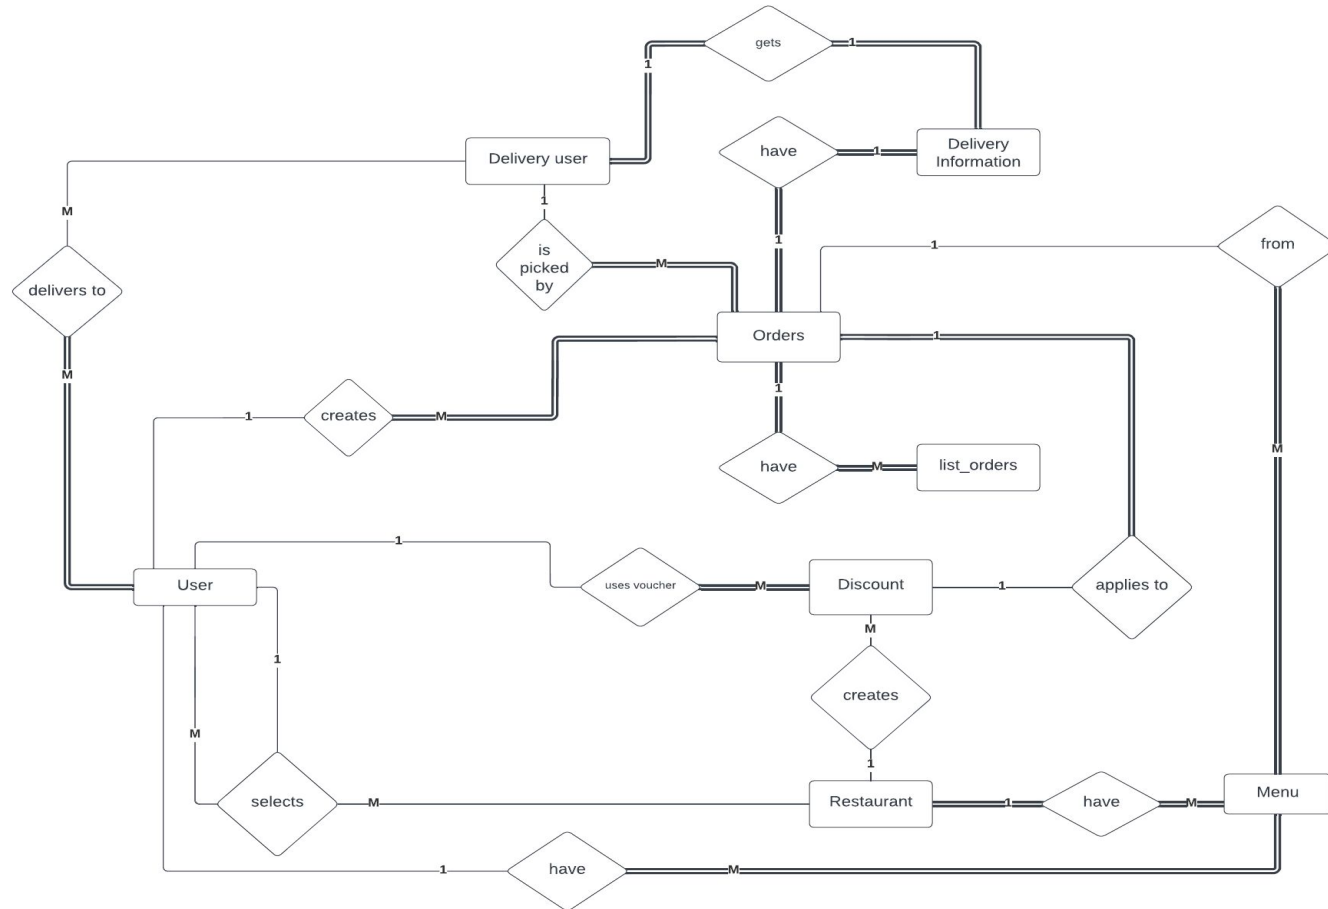 gets
1
1
Delivery user
have
1
Delivery
Information
M
1
is
picked
by
M
1
1
from
delivers to
Orders
1
M
1
creates
1
M
M
have
M
list_orders
1
User
uses voucher
M
Discount
1
applies to
M
1
creates
M
1
selects
M
Restaurant
1
have
M
Menu
1
have
M